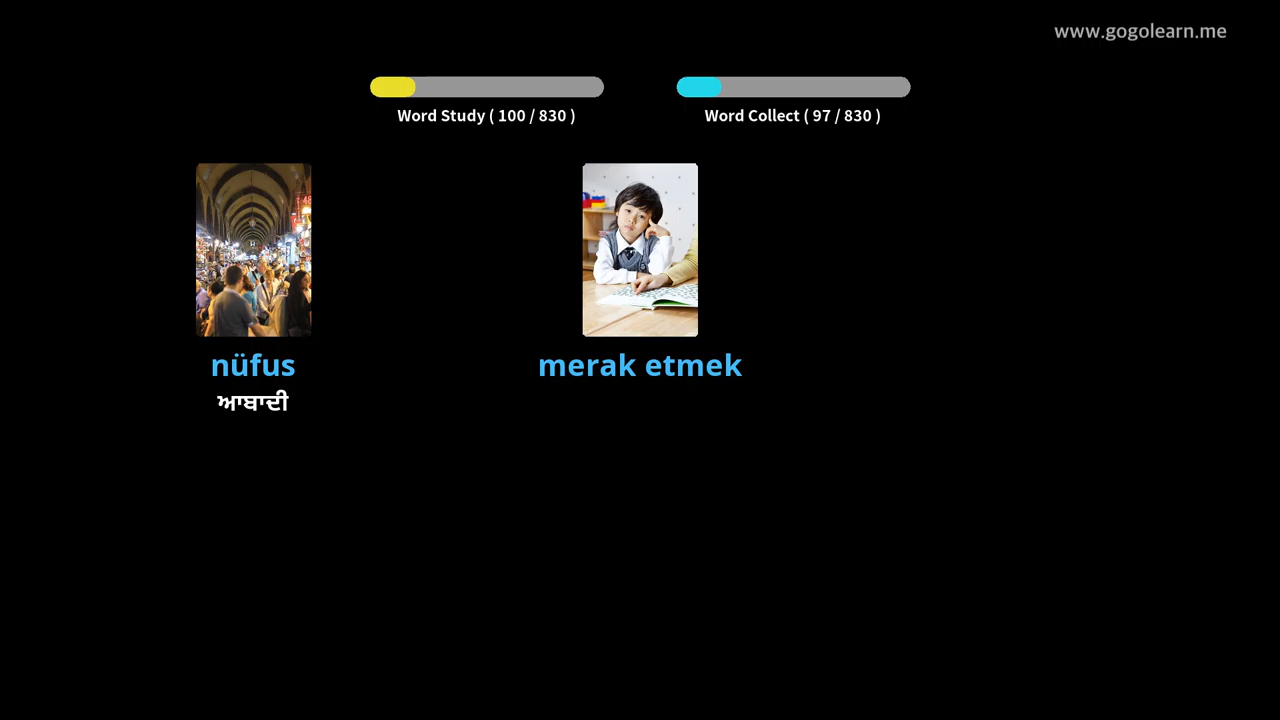 www.gogolearn.me
Word Study ( 100 / 830 )
Word Collect ( 97 / 830 )
nüfus
merak etmek
ਆਬਾਦੀ